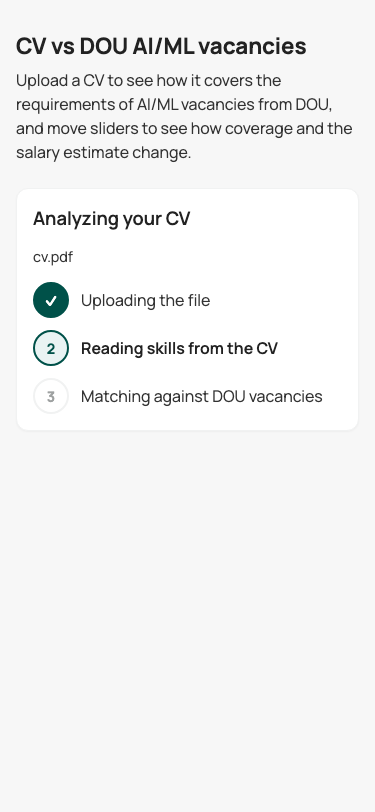 CV vs DOU AI/ML vacancies
Upload a CV to see how it covers the
requirements of AI/ML vacancies from DOU,
and move sliders to see how coverage and the
salary estimate change.
Analyzing your CV
cv.pdf
Uploading the file
2 Reading skills from the CV
3 Matching against DOU vacancies